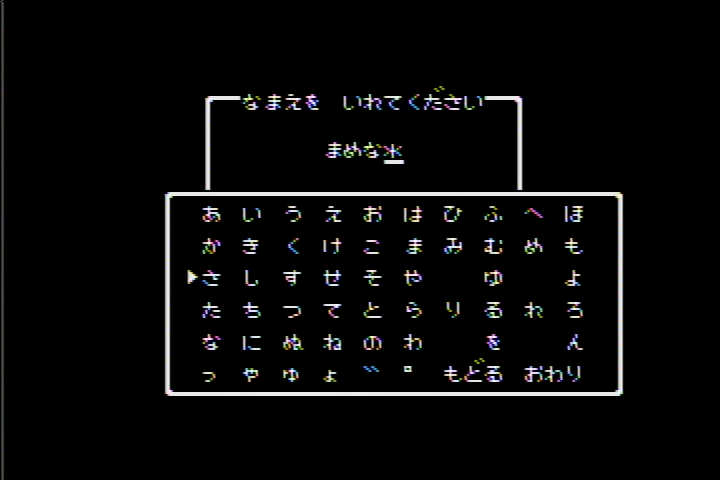 なまえを　いれてください
まめな*
あ い う え お は ひ ふ へ ほ
か き く け こ ま み む め も
▶さ し す せ そ や ゆ よ
た ち つ て と ら り る れ ろ
な に ぬ ね の わ を ん
っ ゃ ゅ ょ ゛ ゜ もどる おわり